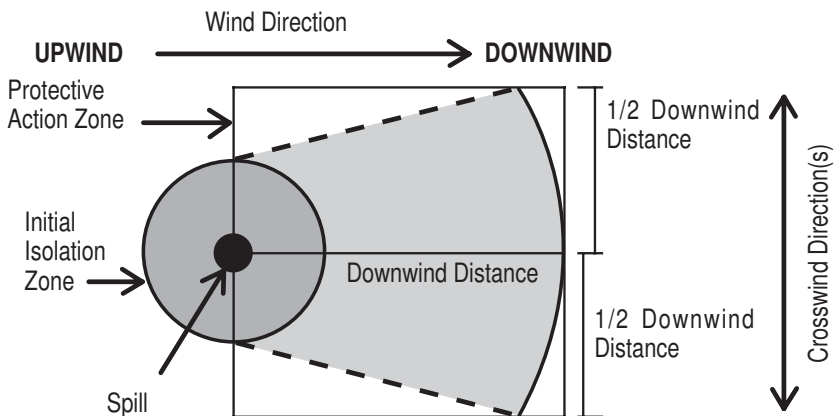 Wind Direction
UPWIND
DOWNWIND
Protective
Action Zone
1/2 Downwind
Distance
Crosswind Direction(s)
Initial
Isolation
Zone
Downwind Distance
1/2 Downwind
Distance
Spill